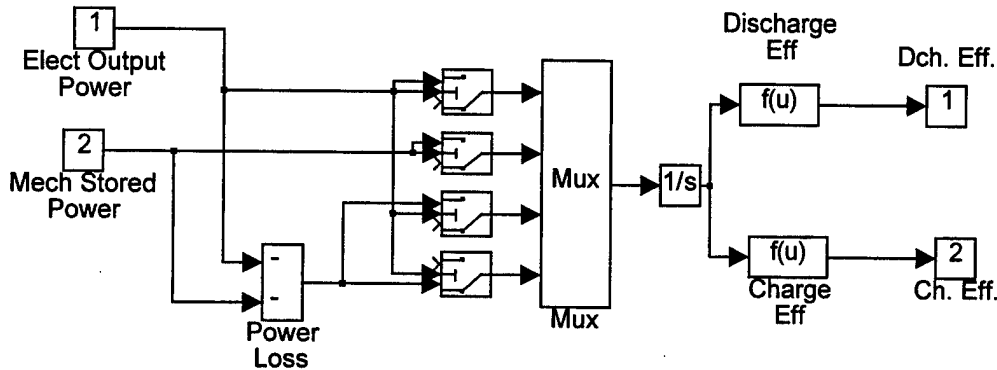 1
Elect Output
Power
2
Mech Stored
Power
-
-
Power
Loss
Mux
Mux
1/s
Discharge
Eff
f(u)
Dch. Eff.
1
f(u)
Charge
Eff
2
Ch. Eff.